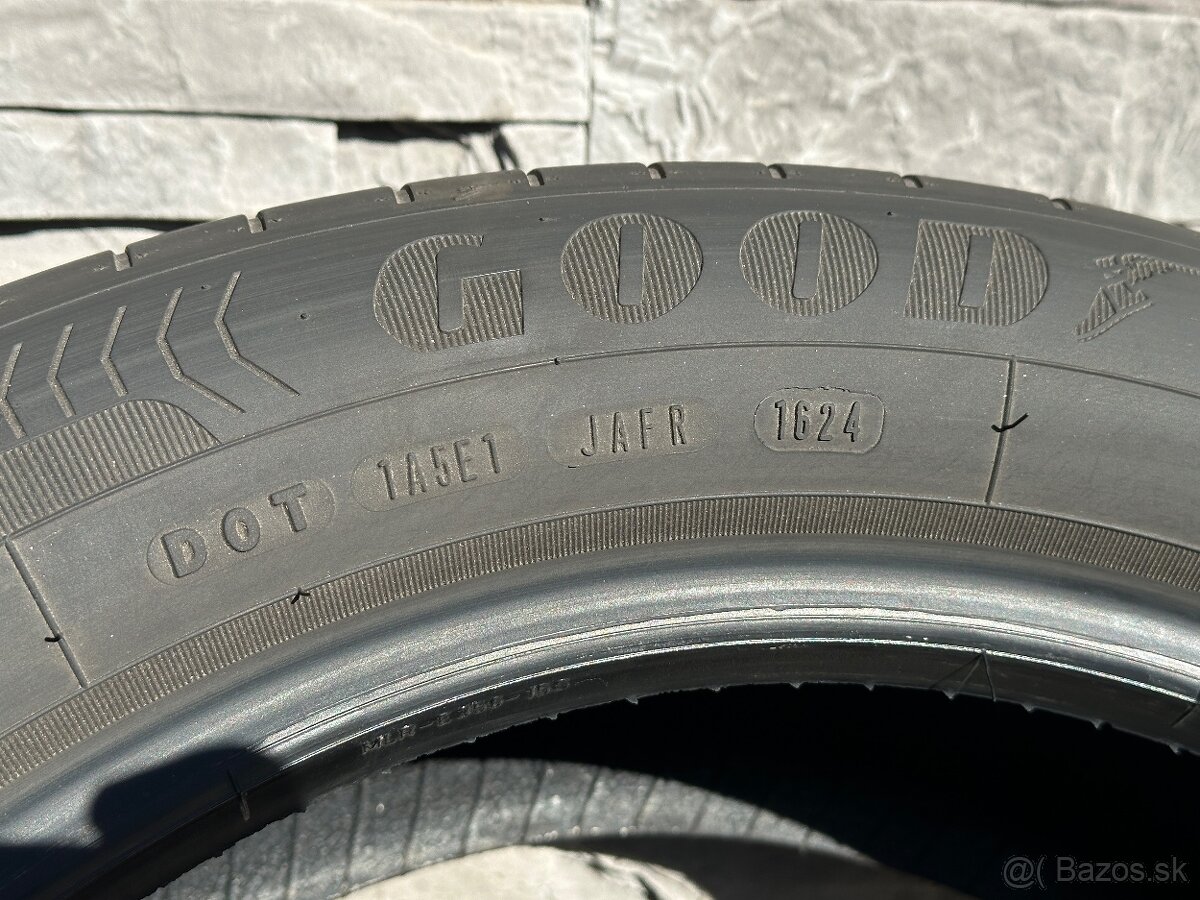 GOOD
DOT 1A5E1 JAFR 1624
@( Bazos.sk